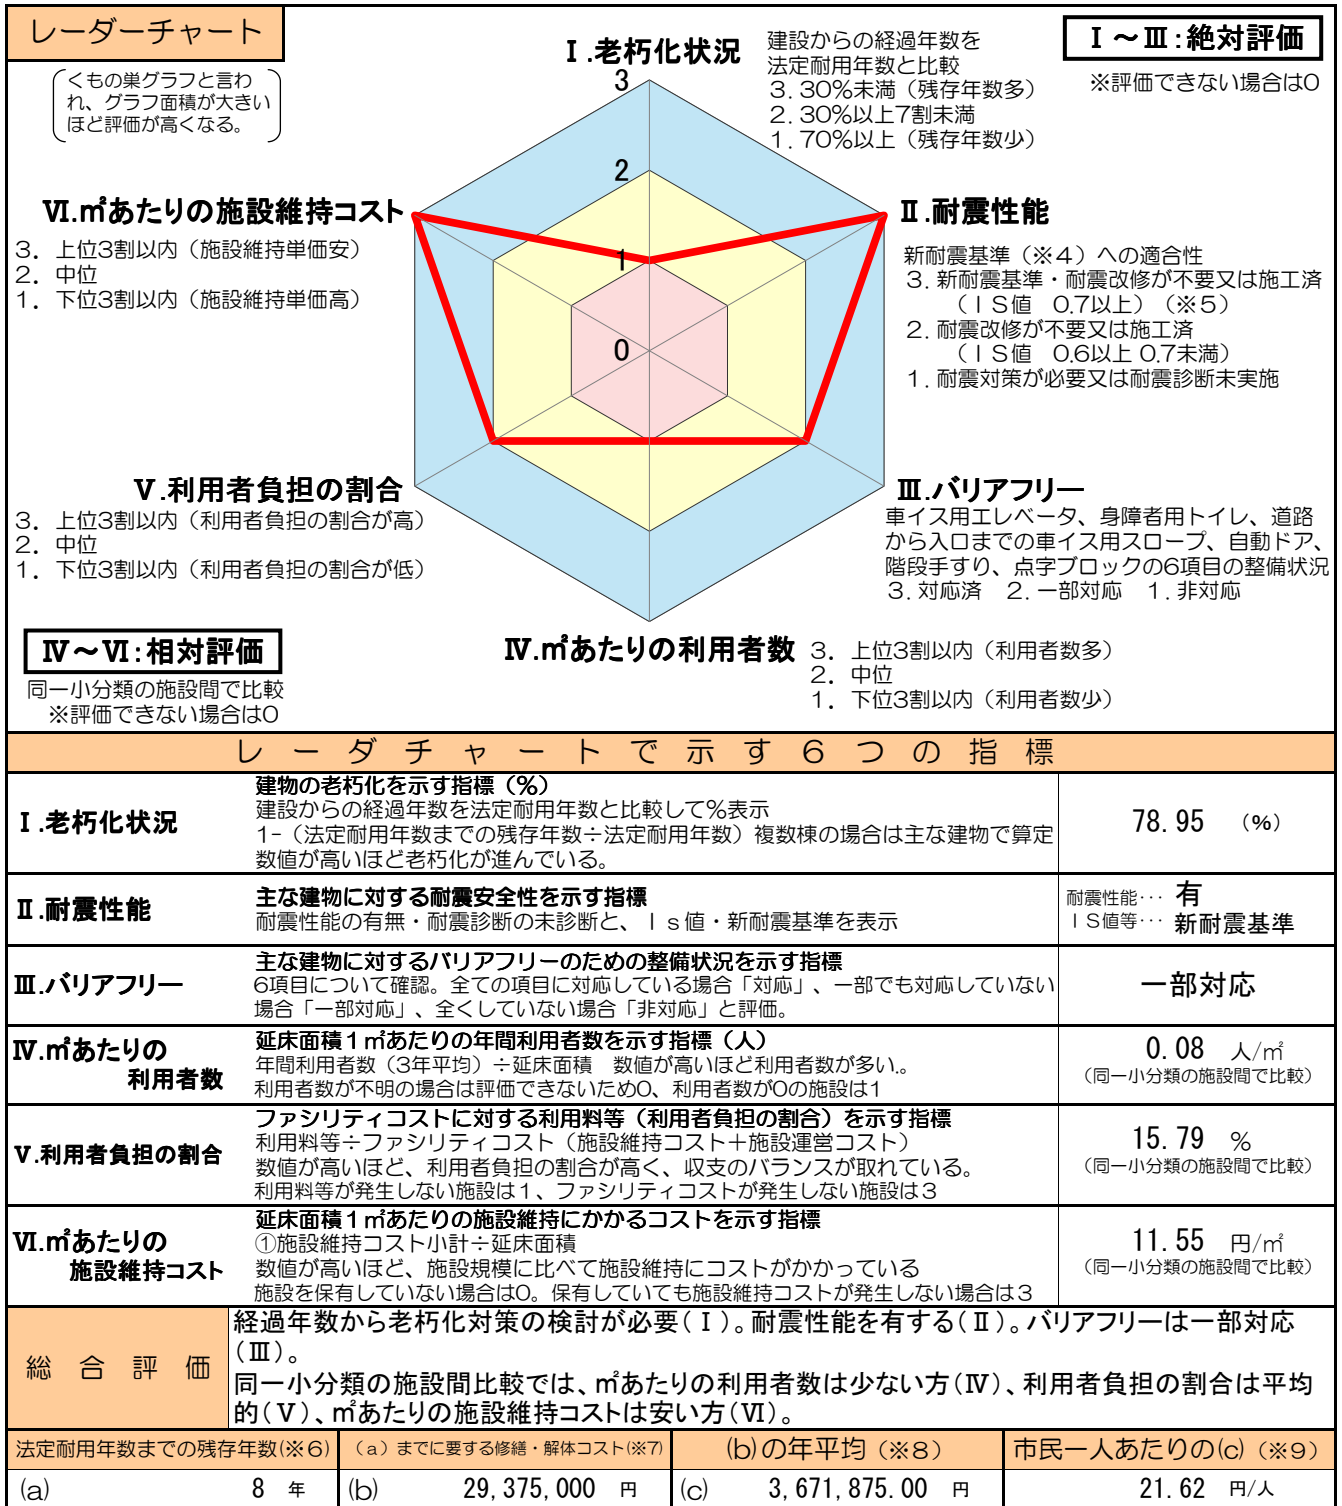 レーダーチャート
くもの巣グラフと言わ
れ、グラフ面積が大きい
ほど評価が高くなる。
Ⅰ.老朽化状況
建設からの経過年数を
法定耐用年数と比較
3.30%未満（残存年数多）
2.30%以上7割未満
1.70%以上（残存年数少）
Ⅰ～Ⅲ:絶対評価
※評価できない場合は0
3
2
1
0
Ⅵ.㎡あたりの施設維持コスト
3. 上位3割以内（施設維持単価安）
2. 中位
1. 下位3割以内（施設維持単価高）
Ⅱ.耐震性能
新耐震基準（※4）への適合性
3.新耐震基準・耐震改修が不要又は施工済
（ＩＳ値　0.7以上）（※5）
2.耐震改修が不要又は施工済
（ＩＳ値　0.6以上 0.7未満）
1.耐震対策が必要又は耐震診断未実施
Ⅴ.利用者負担の割合
3. 上位3割以内（利用者負担の割合が高）
2. 中位
1. 下位3割以内（利用者負担の割合が低）
Ⅲ.バリアフリー
車イス用エレベータ、身障者用トイレ、道路
から入口までの車イス用スロープ、自動ドア、
階段手すり、点字ブロックの6項目の整備状況
3.対応済　2.一部対応　1.非対応
Ⅳ～Ⅵ:相対評価
同一小分類の施設間で比較
※評価できない場合は0
Ⅳ.㎡あたりの利用者数
3. 上位3割以内（利用者数多）
2. 中位
1. 下位3割以内（利用者数少）
レーダチャートで示す6つの指標
Ⅰ.老朽化状況
建物の老朽化を示す指標（%）
建設からの経過年数を法定耐用年数と比較して%表示
1-（法定耐用年数までの残存年数÷法定耐用年数）複数棟の場合は主な建物で算定
数値が高いほど老朽化が進んでいる。
78.95　（%）
Ⅱ.耐震性能
主な建物に対する耐震安全性を示す指標
耐震性能の有無・耐震診断の未診断と、Ｉｓ値・新耐震基準を表示
耐震性能… 有
ＩＳ値等… 新耐震基準
Ⅲ.バリアフリー
主な建物に対するバリアフリーのための整備状況を示す指標
6項目について確認。全ての項目に対応している場合「対応」、一部でも対応していない
場合「一部対応」、全くしていない場合「非対応」と評価。
一部対応
Ⅳ.㎡あたりの
利用者数
延床面積１㎡あたりの年間利用者数を示す指標（人）
年間利用者数（3年平均）÷延床面積　数値が高いほど利用者数が多い。
利用者数が不明の場合は評価できないため0、利用者数が0の施設は1
0.08　人/㎡
（同一小分類の施設間で比較）
Ⅴ.利用者負担の割合
ファシリティコストに対する利用料等（利用者負担の割合）を示す指標
利用料等÷ファシリティコスト（施設維持コスト＋施設運営コスト）
数値が高いほど、利用者負担の割合が高く、収支のバランスが取れている。
利用料等が発生しない施設は１、ファシリティコストが発生しない施設は３
15.79　%
（同一小分類の施設間で比較）
Ⅵ.㎡あたりの
施設維持コスト
延床面積１㎡あたりの施設維持にかかるコストを示す指標
①施設維持コスト小計÷延床面積
数値が高いほど、施設規模に比べて施設維持にコストがかかっている
施設を保有していない場合は0。保有していても施設維持コストが発生しない場合は３
11.55　円/㎡
（同一小分類の施設間で比較）
総合評価
経過年数から老朽化対策の検討が必要(Ⅰ)。耐震性能を有する(Ⅱ)。バリアフリーは一部対応
(Ⅲ)。
同一小分類の施設間比較では、㎡あたりの利用者数は少ない方(Ⅳ)、利用者負担の割合は平均
的(Ⅴ)、㎡あたりの施設維持コストは安い方(Ⅵ)。
法定耐用年数までの残存年数(※6)
（a）までに要する修繕・解体コスト(※7)
(b)の年平均（※8）
市民一人あたりの(c)（※9）
(a)　8 年
(b)　29,375,000　円
(c)　3,671,875.00　円
21.62　円/人